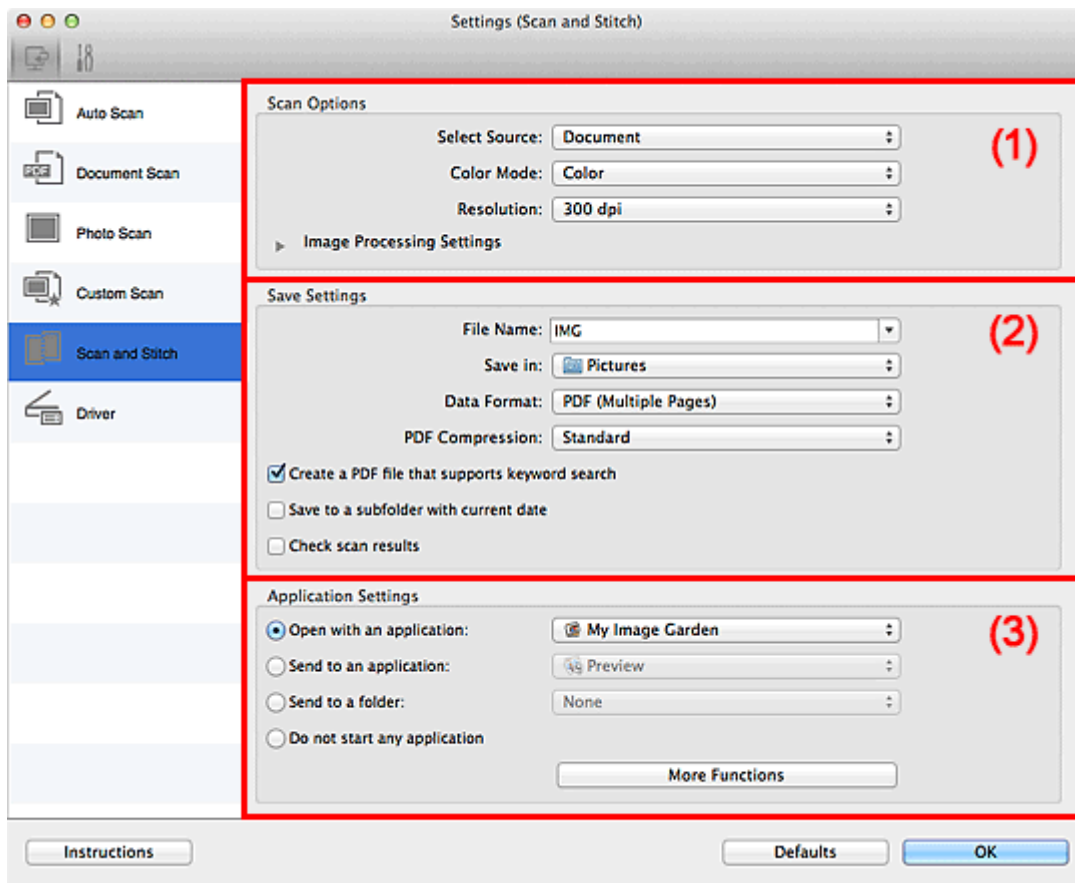 Settings (Scan and Stitch)
Auto Scan
PDF
Document Scan
Photo Scan
Custom Scan
Scan and Stitch
Driver
Scan Options
(1)
Select Source: Document
Color Mode: Color
Resolution: 300 dpi
Image Processing Settings
Save Settings
(2)
File Name: IMG
Save in: Pictures
Data Format: PDF (Multiple Pages)
PDF Compression: Standard
Create a PDF file that supports keyword search
Save to a subfolder with current date
Check scan results
Application Settings
(3)
Open with an application: My Image Garden
Send to an application: Preview
Send to a folder: None
Do not start any application
More Functions
Instructions
Defaults
OK